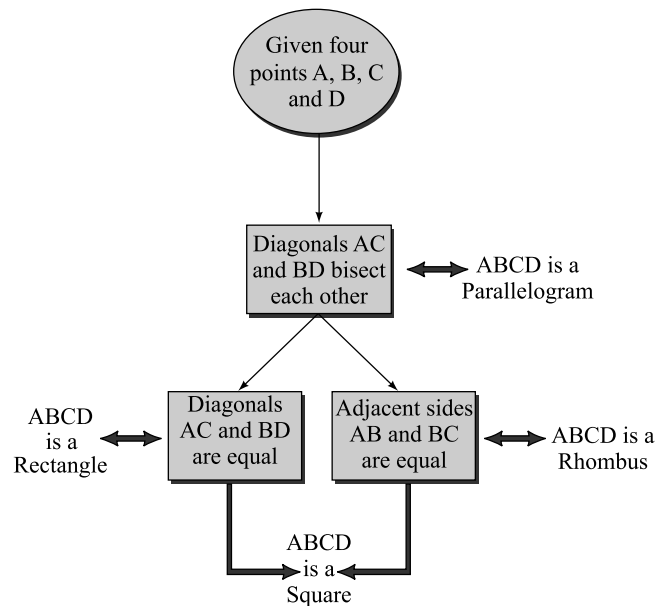 Given four
points A, B, C
and D
Diagonals AC
and BD bisect
each other
ABCD is a
Parallelogram
ABCD
is a
Rectangle
Diagonals
AC and BD
are equal
Adjacent sides
AB and BC
are equal
ABCD is a
Rhombus
ABCD
is a
Square